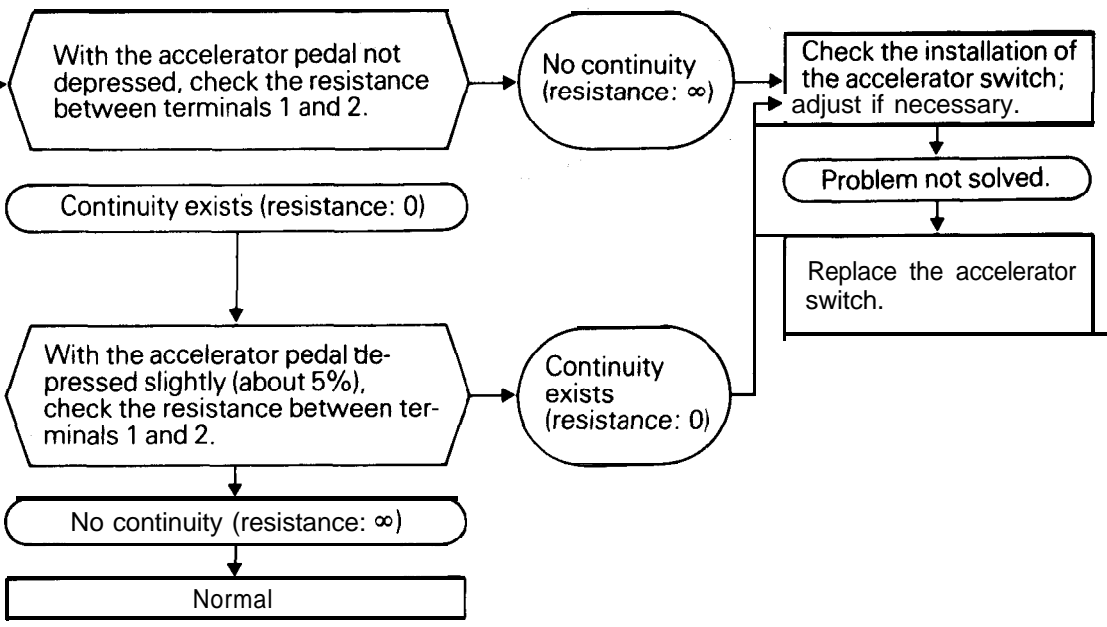 With the accelerator pedal not
depressed, check the resistance
between terminals 1 and 2.
No continuity
(resistance: ∞)
Check the installation of
the accelerator switch;
adjust if necessary.
Problem not solved.
Replace the accelerator
switch.
Continuity exists (resistance: 0)
With the accelerator pedal de-
pressed slightly (about 5%),
check the resistance between ter-
minals 1 and 2.
Continuity
exists
(resistance: 0)
No continuity (resistance: ∞)
Normal